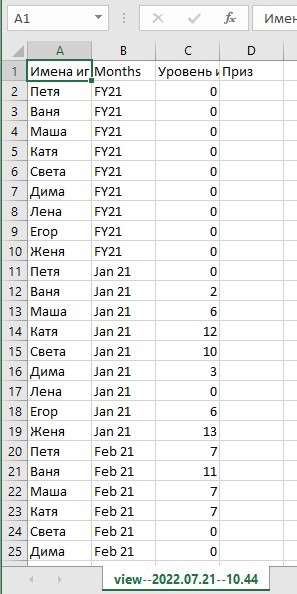 A1
Имен
A B C D
1 Имена иг Months Уровень и Приз
2 Петя FY21 0
3 Ваня FY21 0
4 Маша FY21 0
5 Катя FY21 0
6 Света FY21 0
7 Дима FY21 0
8 Лена FY21 0
9 Егор FY21 0
10 Женя FY21 0
11 Петя Jan 21 0
12 Ваня Jan 21 2
13 Маша Jan 21 6
14 Катя Jan 21 12
15 Света Jan 21 10
16 Дима Jan 21 3
17 Лена Jan 21 0
18 Егор Jan 21 6
19 Женя Jan 21 13
20 Петя Feb 21 7
21 Ваня Feb 21 11
22 Маша Feb 21 7
23 Катя Feb 21 7
24 Света Feb 21 0
25 Дима Feb 21 0
view--2022.07.21--10.44